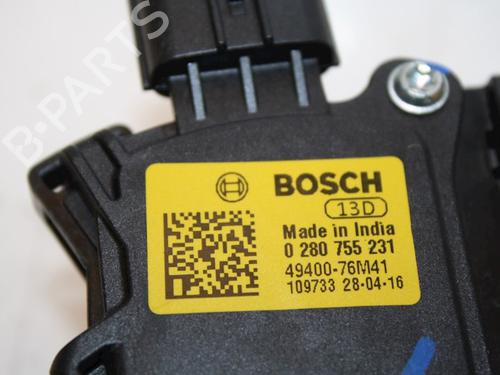 B-PARTS
BOSCH
13D
Made in India
0 280 755 231
49400-76M41
109733 28-04-16